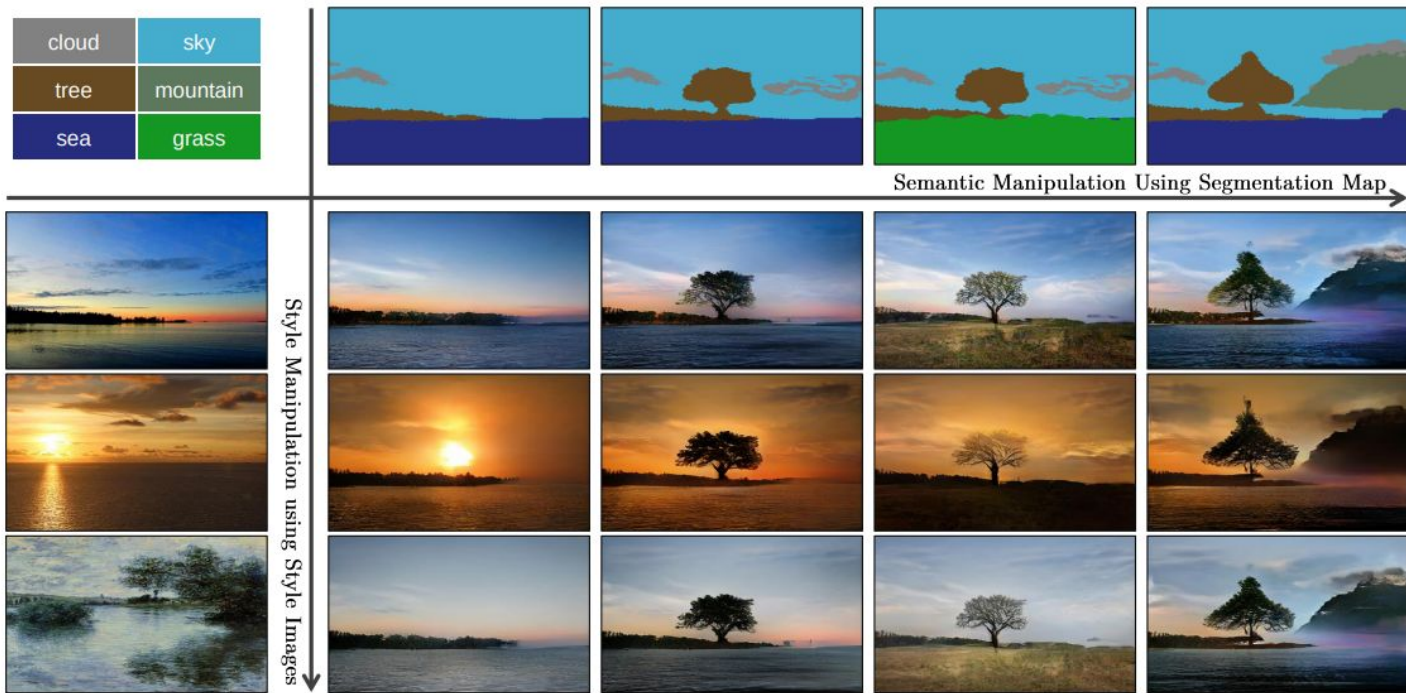 cloud sky
tree mountain
sea grass
Semantic Manipulation Using Segmentation Map
Style Manipulation using Style Images